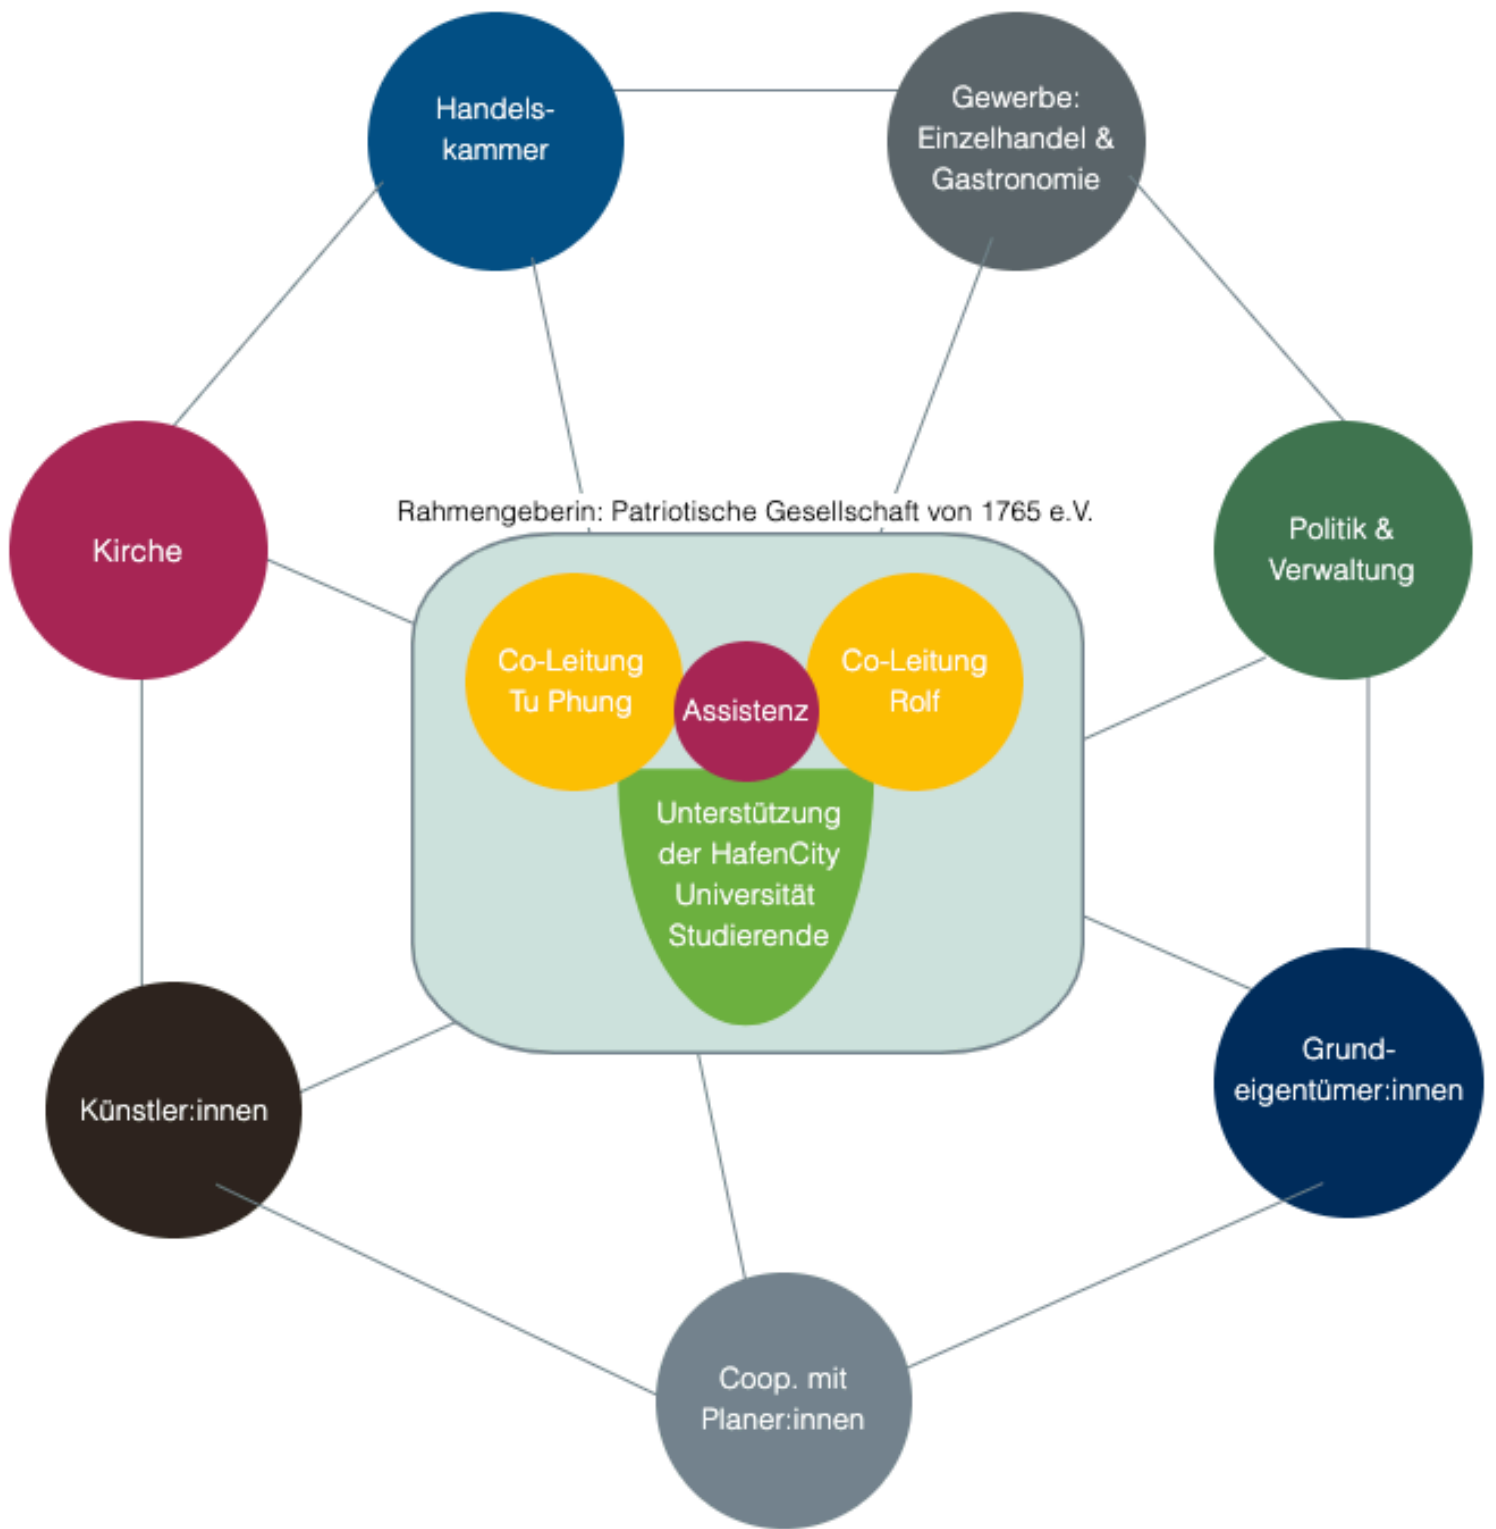 Handels-
kammer
Gewerbe:
Einzelhandel &
Gastronomie
Kirche
Politik &
Verwaltung
Rahmengeberin: Patriotische Gesellschaft von 1765 e.V.
Co-Leitung
Tu Phung
Assistenz
Co-Leitung
Rolf
Unterstützung
der HafenCity
Universität
Studierende
Künstler:innen
Grund-
eigentümer:innen
Coop. mit
Planer:innen